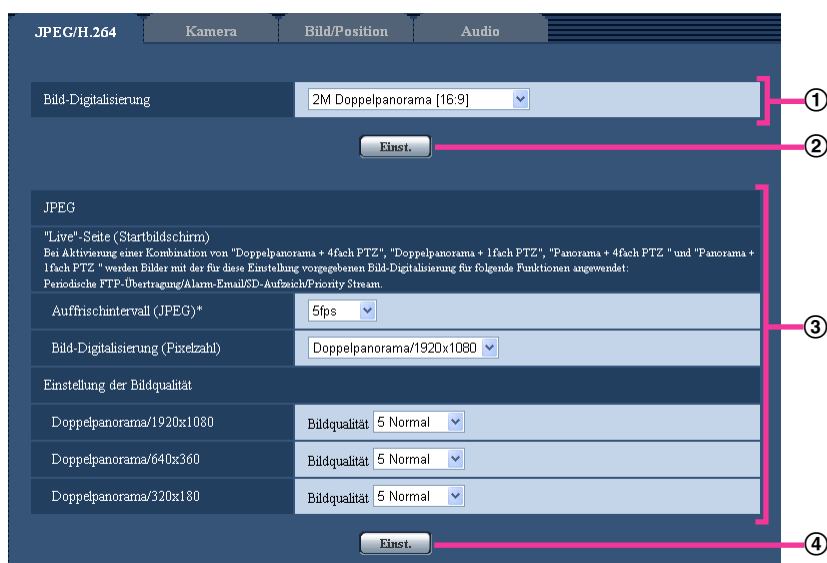 JPEG/H.264 Kamera Bild/Position Audio
Bild-Digitalisierung 2M Doppelpanorama [16:9] ①
Einst. ②
JPEG
"Live"-Seite (Startbildschirm)
Bei Aktivierung einer Kombination von "Doppelpanorama + 4fach PTZ", "Doppelpanorama + 1fach PTZ", "Panorama + 4fach PTZ " und "Panorama +
1fach PTZ " werden Bilder mit der für diese Einstellung vorgegebenen Bild-Digitalisierung für folgende Funktionen angewendet:
Periodische FTP-Übertragung/Alarm-Email/SD-Aufzeich/Priority Stream.
Auffrischintervall (JPEG)* 5fps ③
Bild-Digitalisierung (Pixelzahl) Doppelpanorama/1920x1080
Einstellung der Bildqualität
Doppelpanorama/1920x1080 Bildqualität 5 Normal
Doppelpanorama/640x360 Bildqualität 5 Normal
Doppelpanorama/320x180 Bildqualität 5 Normal
Einst. ④